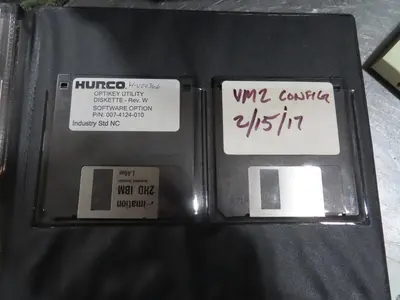 HURCO
OPTIKEY UTILITY
DISKETTE - Rev. W
SOFTWARE OPTION
P/N: 007-4124-010
Industry Std NC
imation
2HD IBM
VM2 CONFIG
2/15/17